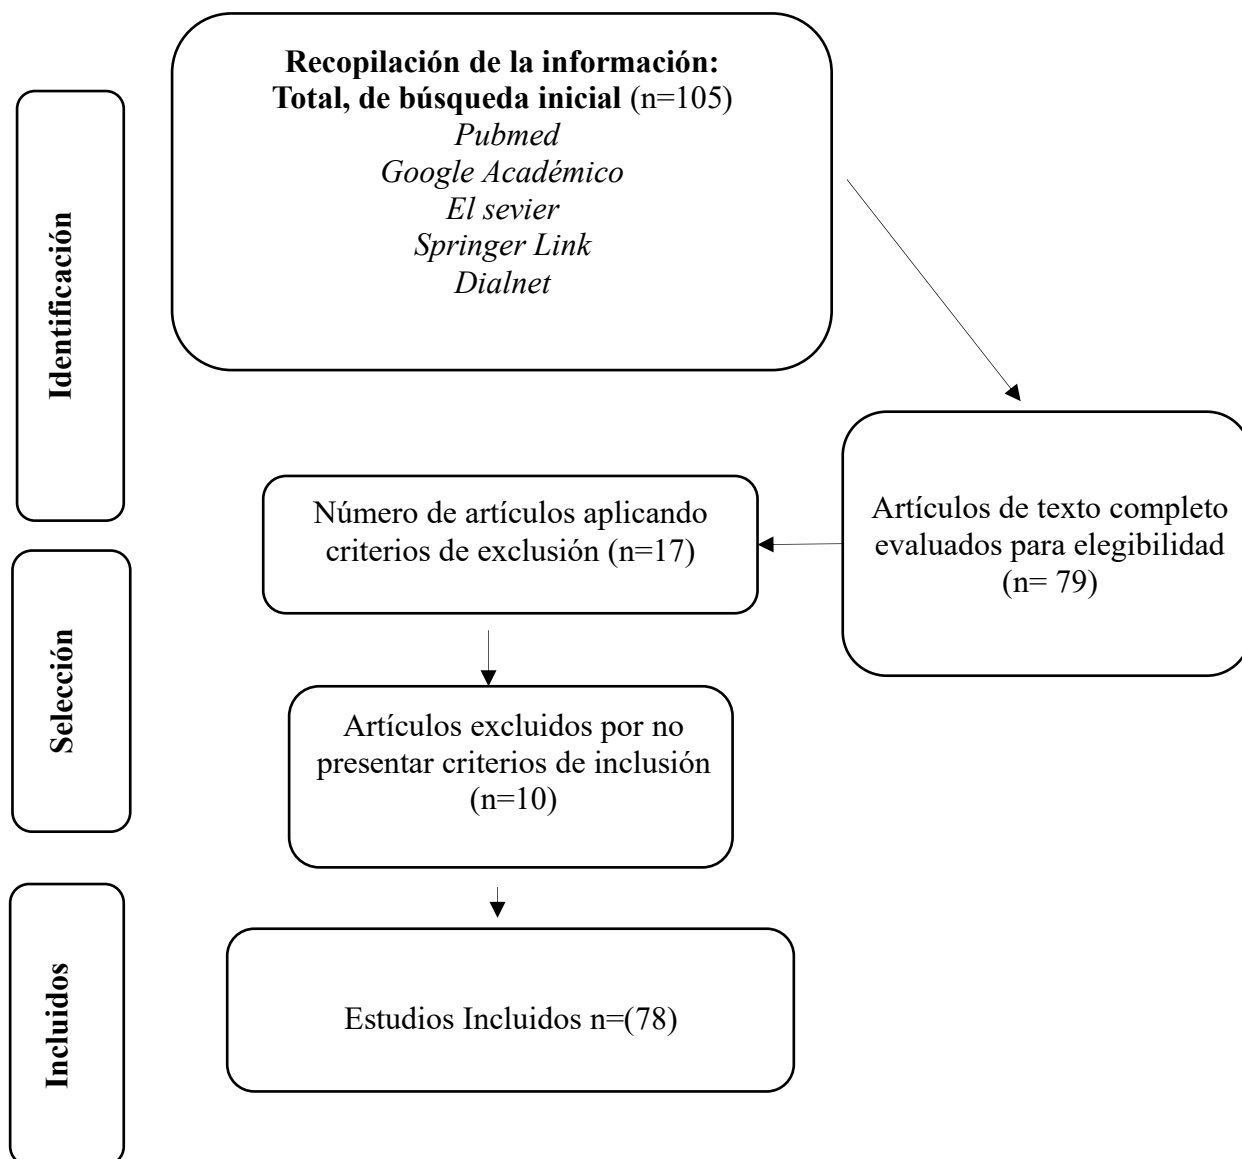 Recopilación de la información:
Total, de búsqueda inicial (n=105)
Pubmed
Google Académico
El sevier
Springer Link
Dialnet
Identificación
Artículos de texto completo
evaluados para elegibilidad
(n= 79)
Número de artículos aplicando
criterios de exclusión (n=17)
Selección
Artículos excluidos por no
presentar criterios de inclusión
(n=10)
Incluidos
Estudios Incluidos n=(78)